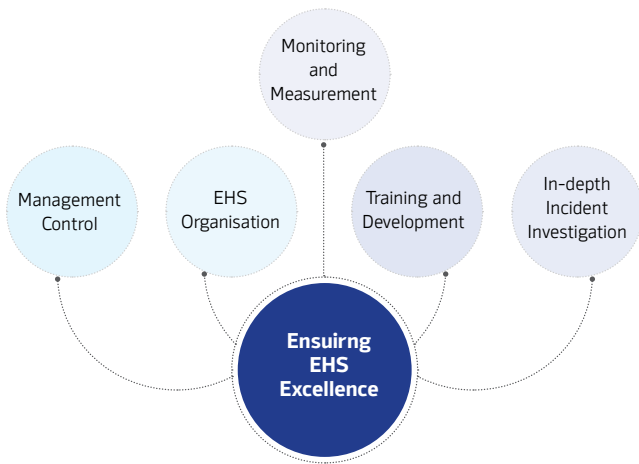 Monitoring
and
Measurement
Management
Control
EHS
Organisation
Training and
Development
In-depth
Incident
Investigation
Ensuirng
EHS
Excellence